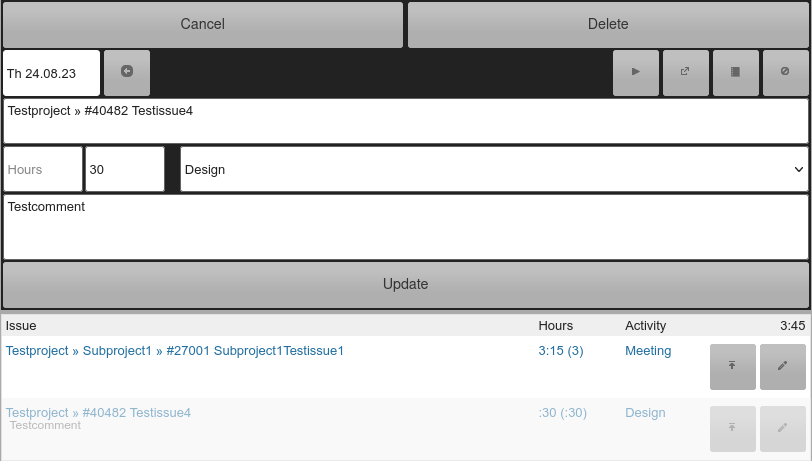 Cancel Delete
Th 24.08.23
Testproject » #40482 Testissue4
Hours 30 Design
Testcomment
Update
Issue Hours Activity 3:45
Testproject » Subproject1 » #27001 Subproject1Testissue1 3:15 (3) Meeting
Testproject » #40482 Testissue4 :30 (:30) Design
Testcomment